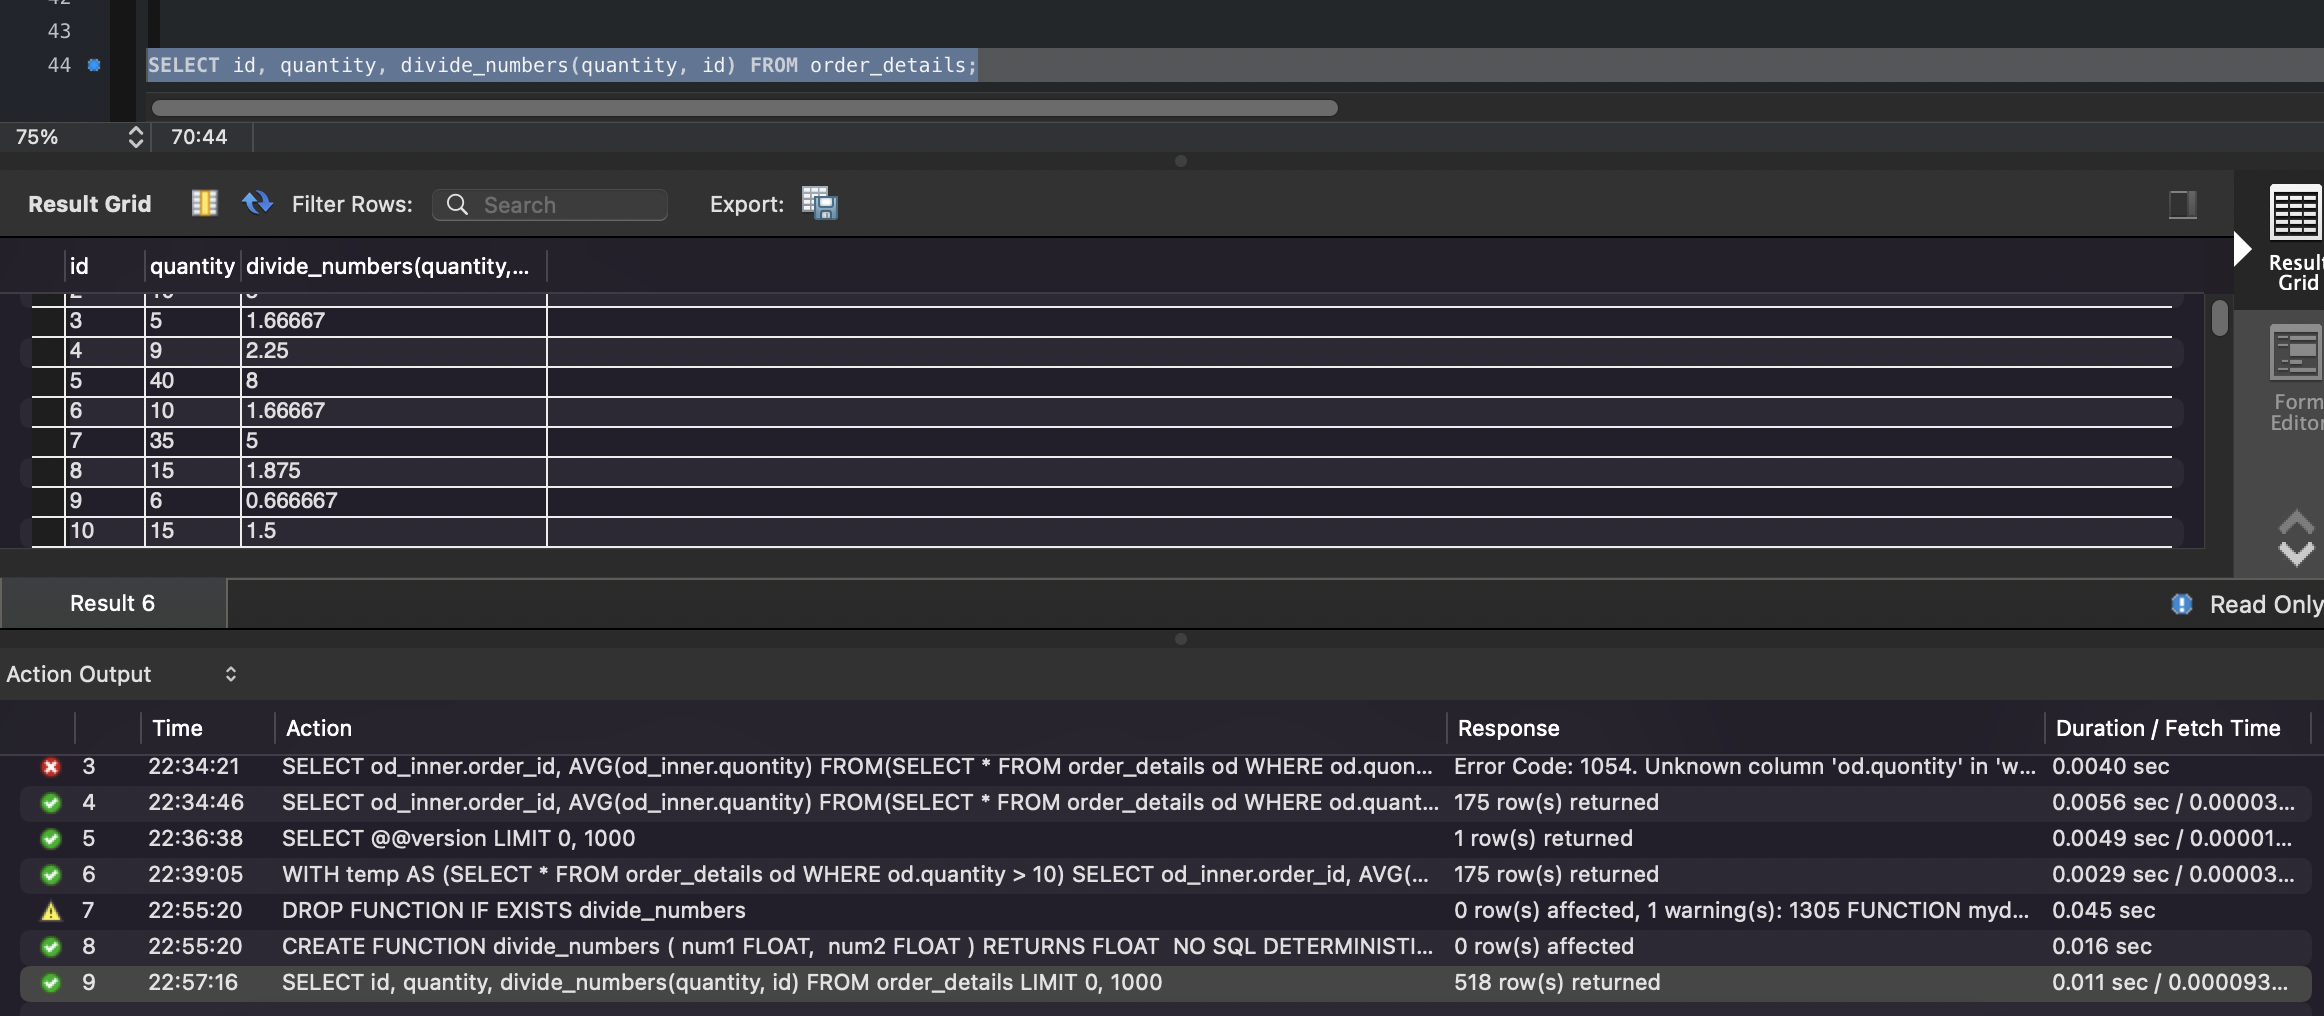 42
43
44 SELECT id, quantity, divide_numbers(quantity, id) FROM order_details;
75% 70:44
Result Grid Filter Rows: Search Export:
Result Grid
Form Editor
id quantity divide_numbers(quantity,...
3 5 1.66667
4 9 2.25
5 40 8
6 10 1.66667
7 35 5
8 15 1.875
9 6 0.666667
10 15 1.5
Result 6 Read Only
Action Output
Time Action Response Duration / Fetch Time
3 22:34:21 SELECT od_inner.order_id, AVG(od_inner.quontity) FROM(SELECT * FROM order_details od WHERE od.quon... Error Code: 1054. Unknown column 'od.quontity' in 'w... 0.0040 sec
4 22:34:46 SELECT od_inner.order_id, AVG(od_inner.quantity) FROM(SELECT * FROM order_details od WHERE od.quant... 175 row(s) returned 0.0056 sec / 0.00003...
5 22:36:38 SELECT @@version LIMIT 0, 1000 1 row(s) returned 0.0049 sec / 0.00001...
6 22:39:05 WITH temp AS (SELECT * FROM order_details od WHERE od.quantity > 10) SELECT od_inner.order_id, AVG(... 175 row(s) returned 0.0029 sec / 0.00003...
7 22:55:20 DROP FUNCTION IF EXISTS divide_numbers 0 row(s) affected, 1 warning(s): 1305 FUNCTION myd... 0.045 sec
8 22:55:20 CREATE FUNCTION divide_numbers ( num1 FLOAT,  num2 FLOAT ) RETURNS FLOAT  NO SQL DETERMINISTI... 0 row(s) affected 0.016 sec
9 22:57:16 SELECT id, quantity, divide_numbers(quantity, id) FROM order_details LIMIT 0, 1000 518 row(s) returned 0.011 sec / 0.000093...